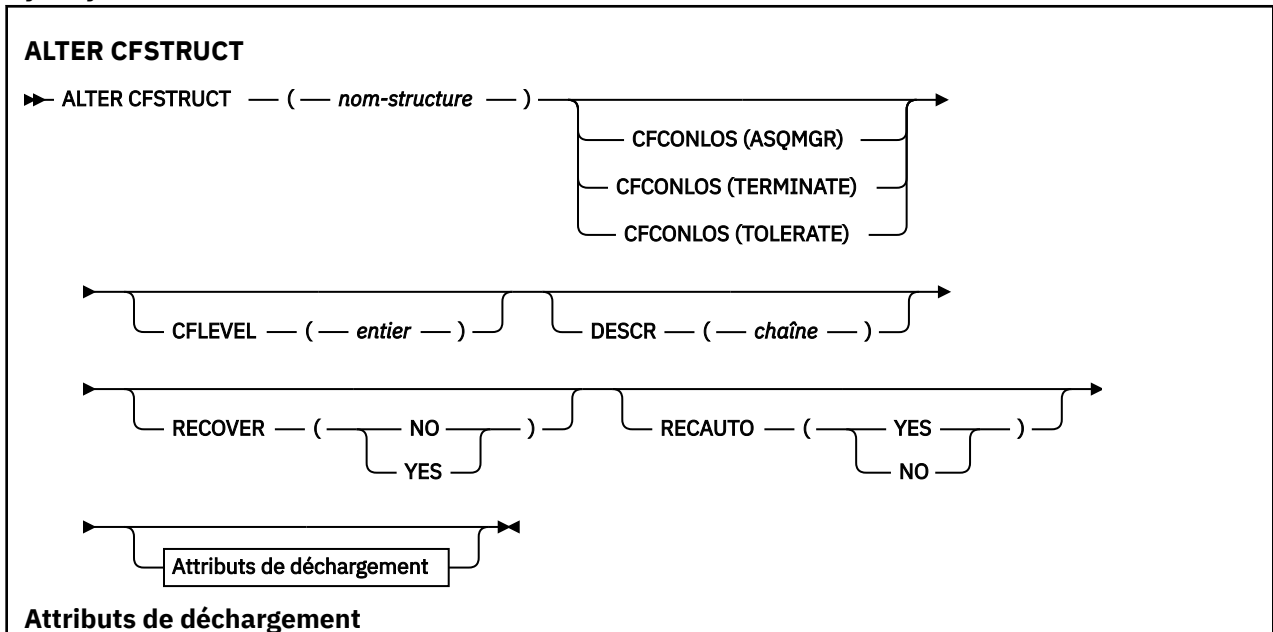 ALTER CFSTRUCT
ALTER CFSTRUCT ( nom-structure )
CFCONLOS (ASQMGR)
CFCONLOS (TERMINATE)
CFCONLOS (TOLERATE)
CFLEVEL ( entier ) DESCR ( chaîne )
RECOVER ( NO ) RECAUTO ( YES )
YES NO
Attributs de déchargement
Attributs de déchargement